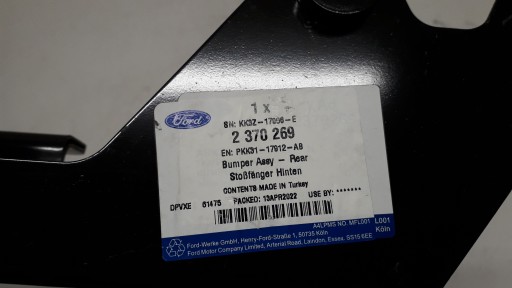 1 x
Ford
SN: KK3Z-17906-E
2 370 269
EN: PKK31-17912-AB
Bumper Assy - Rear
Stoßfänger Hinten
CONTENTS MADE IN Turkey
DPVXE 61475 PACKED: 13APR2022 USE BY: *******
A4LPMS NO. MFL001 L001
Ford-Werke GmbH, Henry-Ford-Straße 1, 50735 Köln Köln
Ford Motor Company Limited, Arterial Road, Laindon, Essex. SS15 6EE